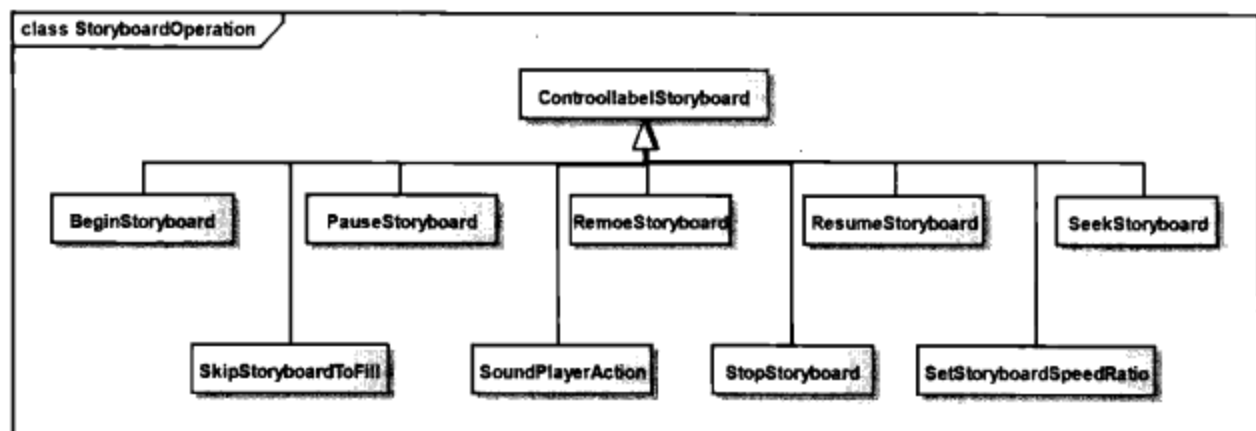 class StoryboardOperation
ControollabelStoryboard
BeginStoryboard
PauseStoryboard
RemoeStoryboard
ResumeStoryboard
SeekStoryboard
SkipStoryboardToFill
SoundPlayerAction
StopStoryboard
SetStoryboardSpeedRatio